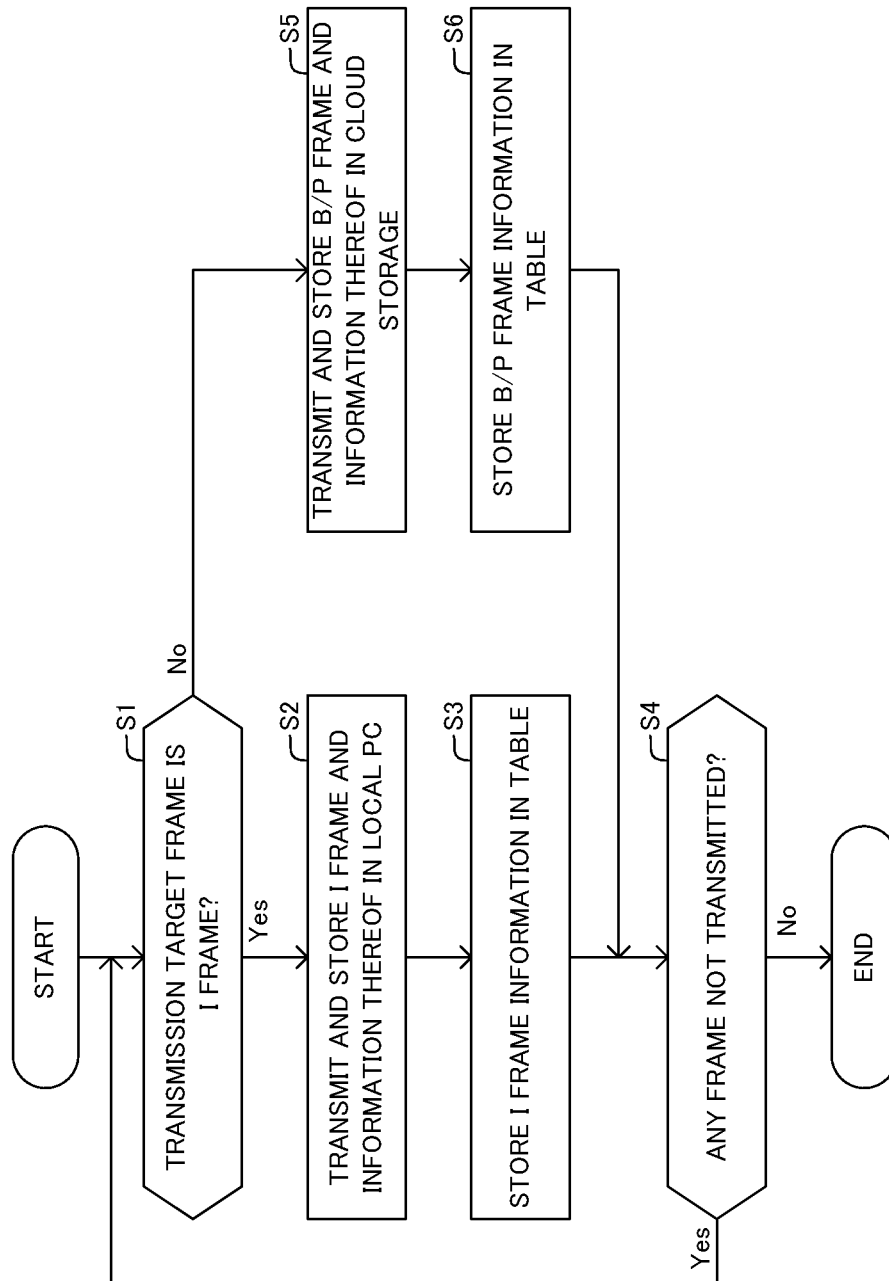 START
S1
TRANSMISSION TARGET FRAME IS
I FRAME?
No
Yes
S2
TRANSMIT AND STORE I FRAME AND
INFORMATION THEREOF IN LOCAL PC
S3
STORE I FRAME INFORMATION IN TABLE
S5
TRANSMIT AND STORE B/P FRAME AND
INFORMATION THEREOF IN CLOUD
STORAGE
S6
STORE B/P FRAME INFORMATION IN
TABLE
S4
ANY FRAME NOT TRANSMITTED?
Yes
No
END